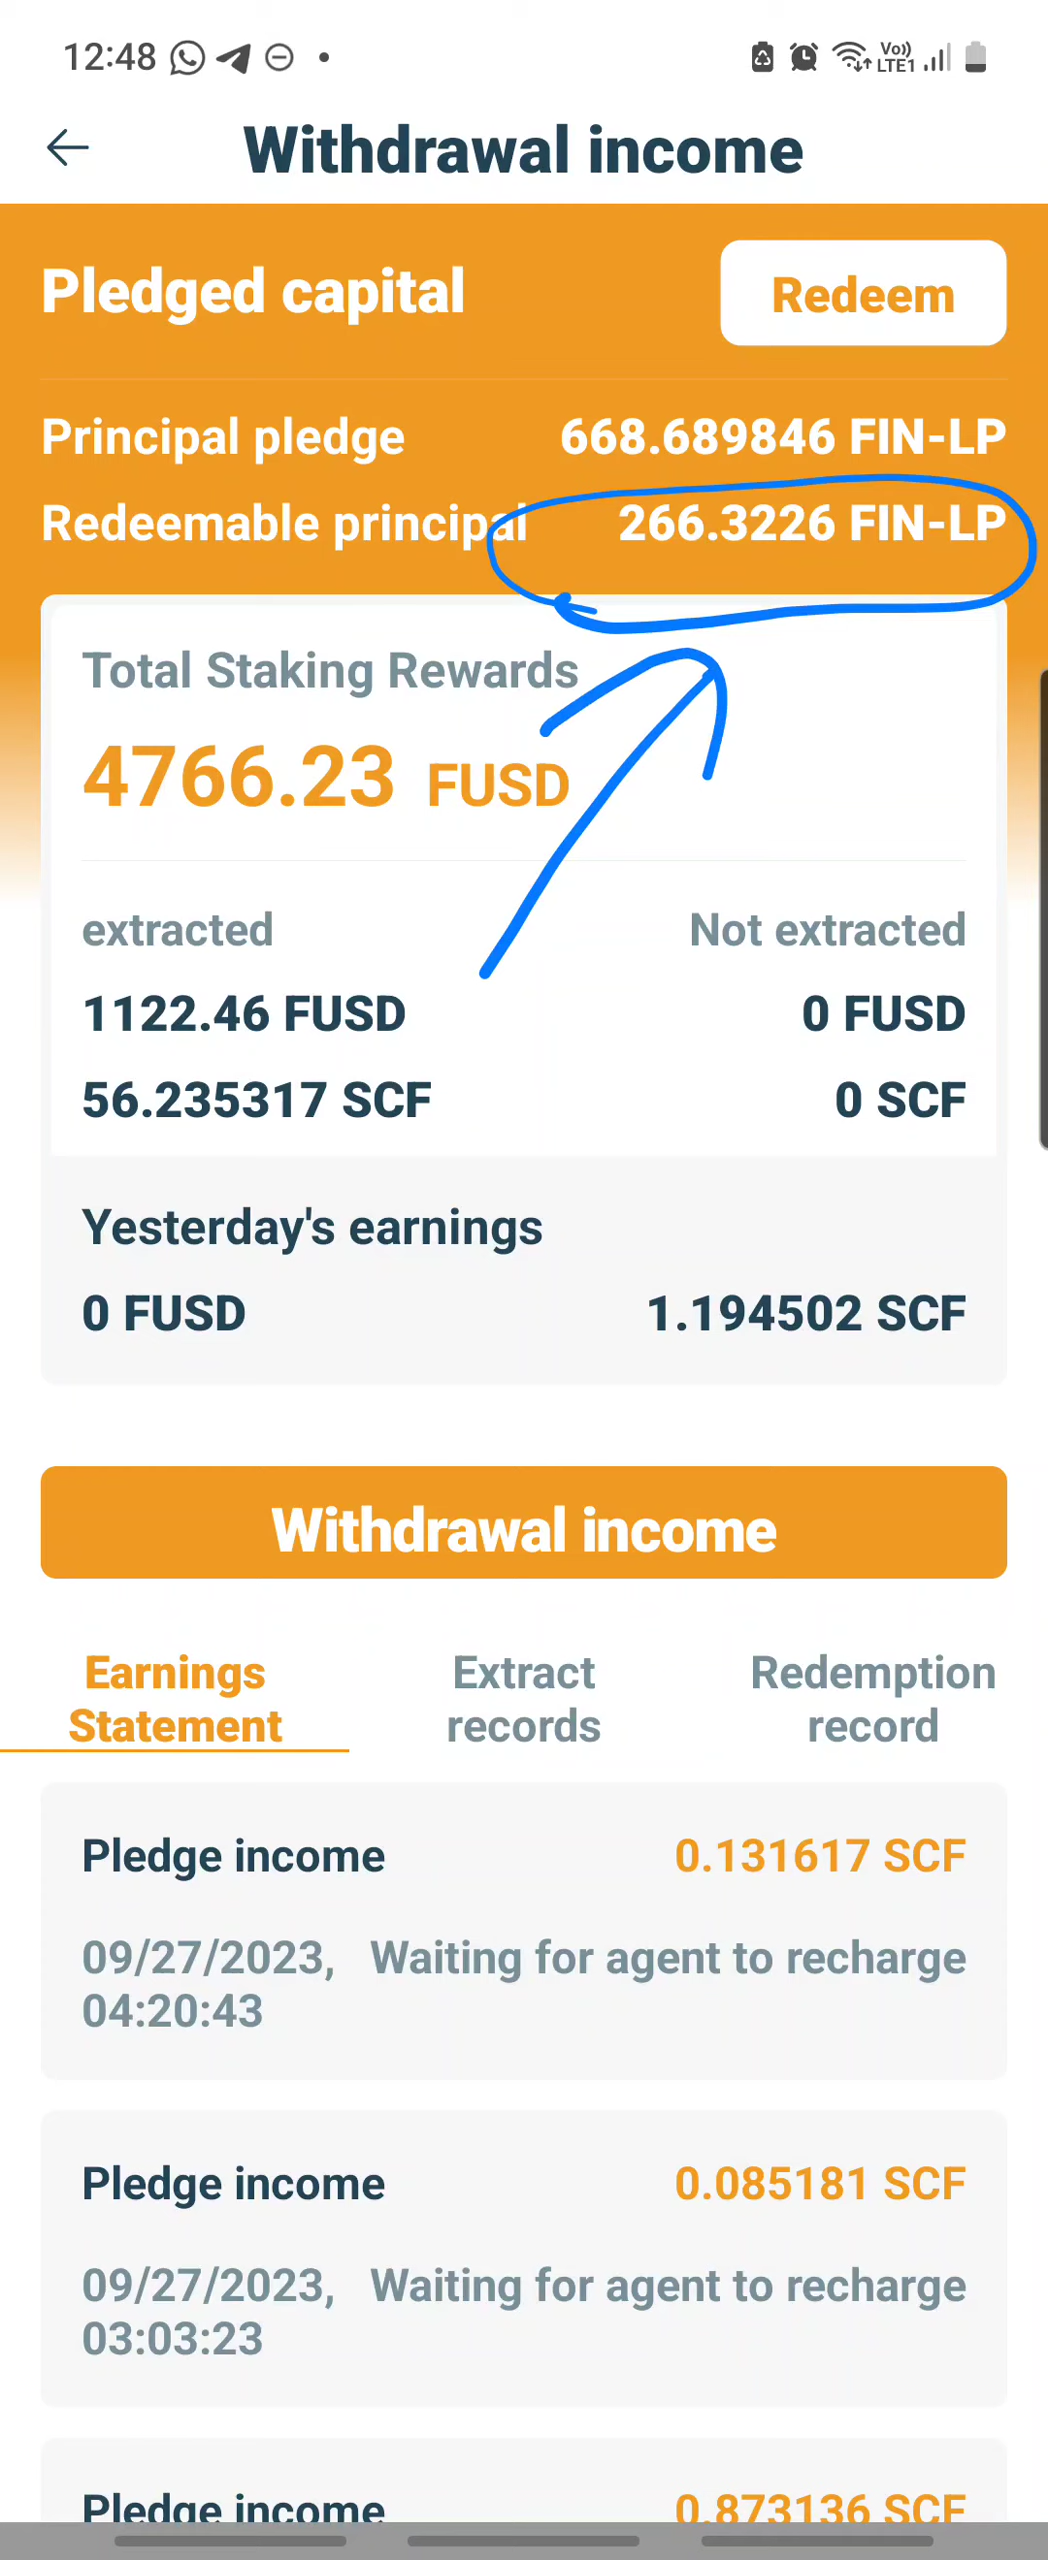 12:48
Vo))
LTE1
Withdrawal income
Pledged capital
Redeem
Principal pledge 668.689846 FIN-LP
Redeemable principal 266.3226 FIN-LP
Total Staking Rewards
4766.23 FUSD
extracted Not extracted
1122.46 FUSD 0 FUSD
56.235317 SCF 0 SCF
Yesterday's earnings
0 FUSD 1.194502 SCF
Withdrawal income
Earnings Statement
Extract records
Redemption record
Pledge income 0.131617 SCF
09/27/2023, 04:20:43
Waiting for agent to recharge
Pledge income 0.085181 SCF
09/27/2023, 03:03:23
Waiting for agent to recharge
Pledge income 0.873136 SCF